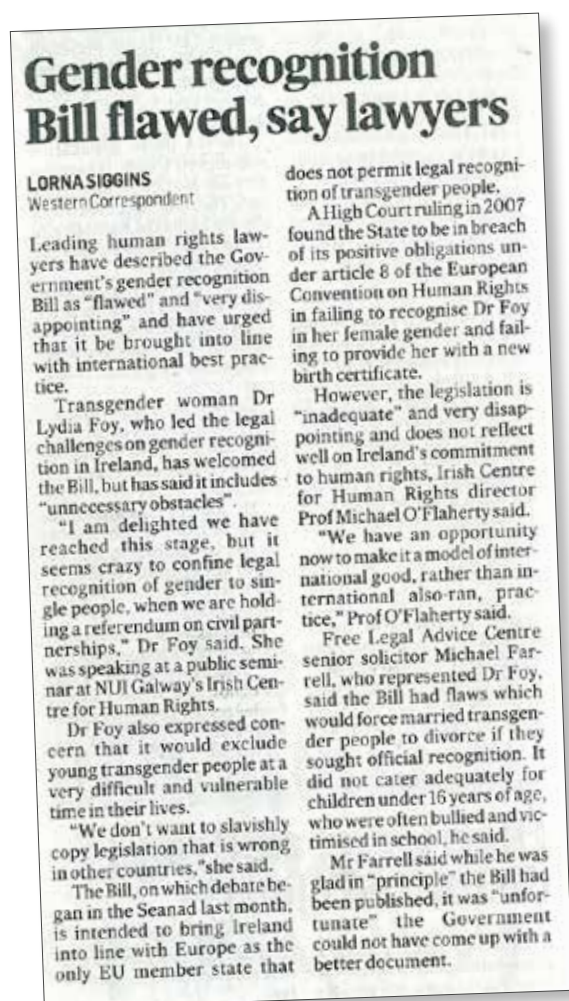 Gender recognition
Bill flawed, say lawyers
LORNA SIGGINS
Western Correspondent
Leading human rights law-
yers have described the Gov-
ernment's gender recognition
Bill as "flawed" and "very dis-
appointing" and have urged
that it be brought into line
with international best prac-
tice.
Transgender woman Dr
Lydia Foy, who led the legal
challenges on gender recogni-
tion in Ireland, has welcomed
the Bill, but has said it includes
"unnecessary obstacles".
"I am delighted we have
reached this stage, but it
seems crazy to confine legal
recognition of gender to sin-
gle people, when we are hold-
ing a referendum on civil part-
nerships," Dr Foy said. She
was speaking at a public semi-
nar at NUI Galway's Irish Cen-
tre for Human Rights.
Dr Foy also expressed con-
cern that it would exclude
young transgender people at a
very difficult and vulnerable
time in their lives.
"We don't want to slavishly
copy legislation that is wrong
in other countries,"she said.
The Bill, on which debate be-
gan in the Seanad last month,
is intended to bring Ireland
into line with Europe as the
only EU member state that
does not permit legal recogni-
tion of transgender people.
A High Court ruling in 2007
found the State to be in breach
of its positive obligations un-
der article 8 of the European
Convention on Human Rights
in failing to recognise Dr Foy
in her female gender and fail-
ing to provide her with a new
birth certificate.
However, the legislation is
"inadequate" and very disap-
pointing and does not reflect
well on Ireland's commitment
to human rights, Irish Centre
for Human Rights director
Prof Michael O'Flaherty said.
"We have an opportunity
now to make it a model of inter-
national good, rather than in-
ternational also-ran, prac-
tice," Prof O'Flaherty said.
Free Legal Advice Centre
senior solicitor Michael Far-
rell, who represented Dr Foy,
said the Bill had flaws which
would force married transgen-
der people to divorce if they
sought official recognition. It
did not cater adequately for
children under 16 years of age,
who were often bullied and vic-
timised in school, he said.
Mr Farrell said while he was
glad in "principle" the Bill had
been published, it was "unfor-
tunate" the Government
could not have come up with a
better document.